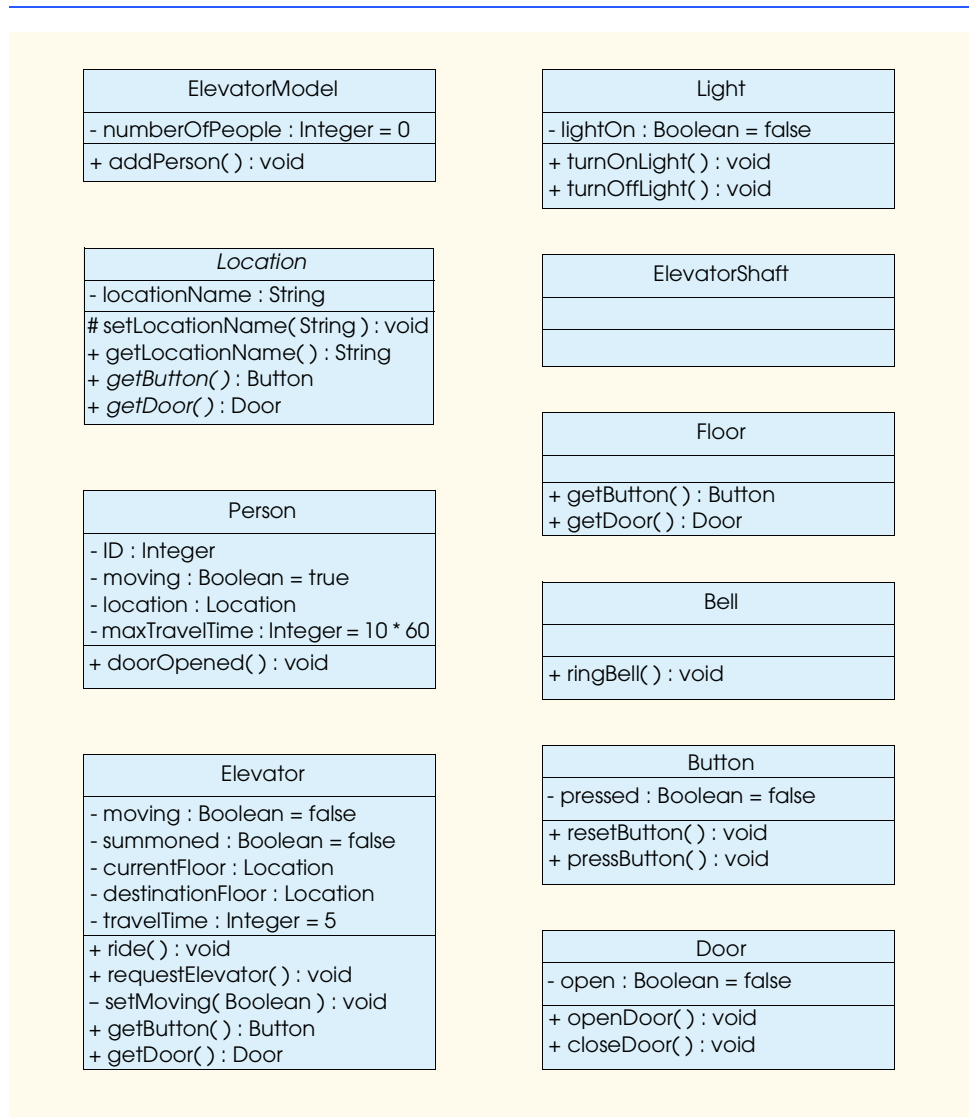 ElevatorModel
- numberOfPeople : Integer = 0
+ addPerson( ) : void
Location
- locationName : String
# setLocationName( String ) : void
+ getLocationName( ) : String
+ getButton( ) : Button
+ getDoor( ) : Door
Person
- ID : Integer
- moving : Boolean = true
- location : Location
- maxTravelTime : Integer = 10 * 60
+ doorOpened( ) : void
Elevator
- moving : Boolean = false
- summoned : Boolean = false
- currentFloor : Location
- destinationFloor : Location
- travelTime : Integer = 5
+ ride( ) : void
+ requestElevator( ) : void
– setMoving( Boolean ) : void
+ getButton( ) : Button
+ getDoor( ) : Door
Light
- lightOn : Boolean = false
+ turnOnLight( ) : void
+ turnOffLight( ) : void
ElevatorShaft
Floor
+ getButton( ) : Button
+ getDoor( ) : Door
Bell
+ ringBell( ) : void
Button
- pressed : Boolean = false
+ resetButton( ) : void
+ pressButton( ) : void
Door
- open : Boolean = false
+ openDoor( ) : void
+ closeDoor( ) : void